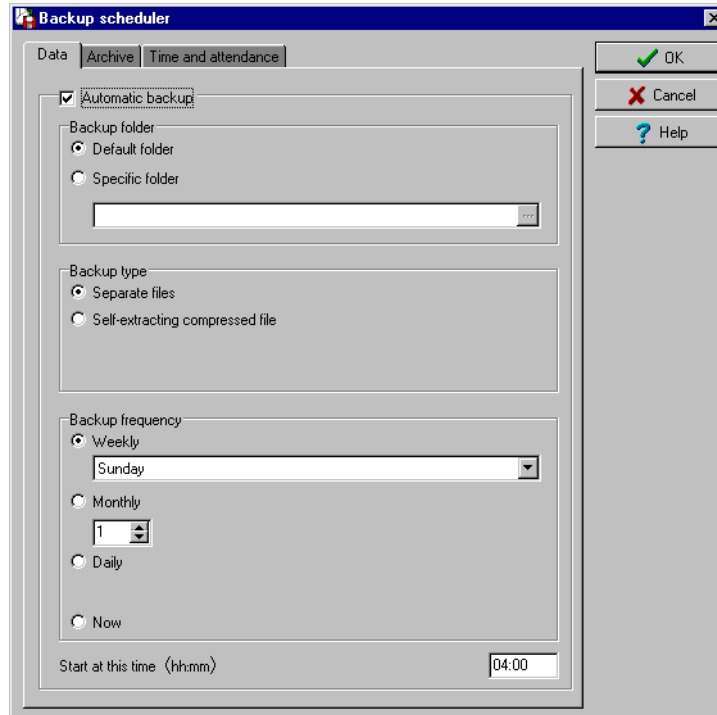 Backup scheduler
Data Archive Time and attendance
OK
Cancel
Help
Automatic backup
Backup folder
Default folder
Specific folder
...
Backup type
Separate files
Self-extracting compressed file
Backup frequency
Weekly
Sunday
Monthly
1
Daily
Now
Start at this time (hh:mm) 04:00